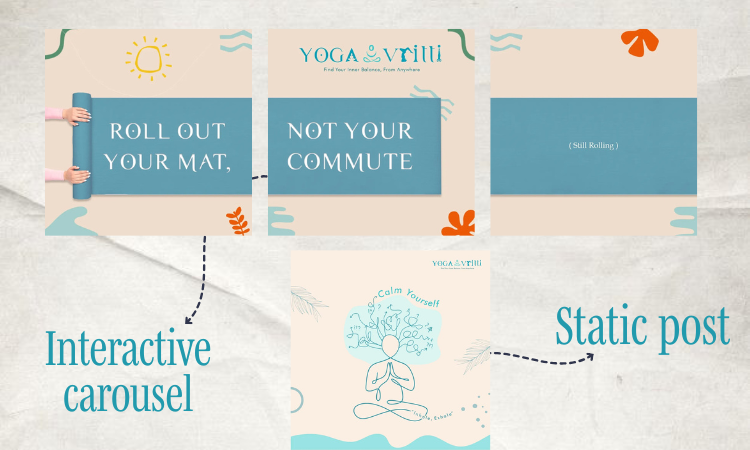 ROLL OUT
YOUR MAT,
YOGA Vritti
Find Your Inner Balance, From Anywhere
NOT YOUR
COMMUTE
( Still Rolling )
Interactive
carousel
YOGA Vritti
Calm Yourself
"Inhale, Exhale"
Static post